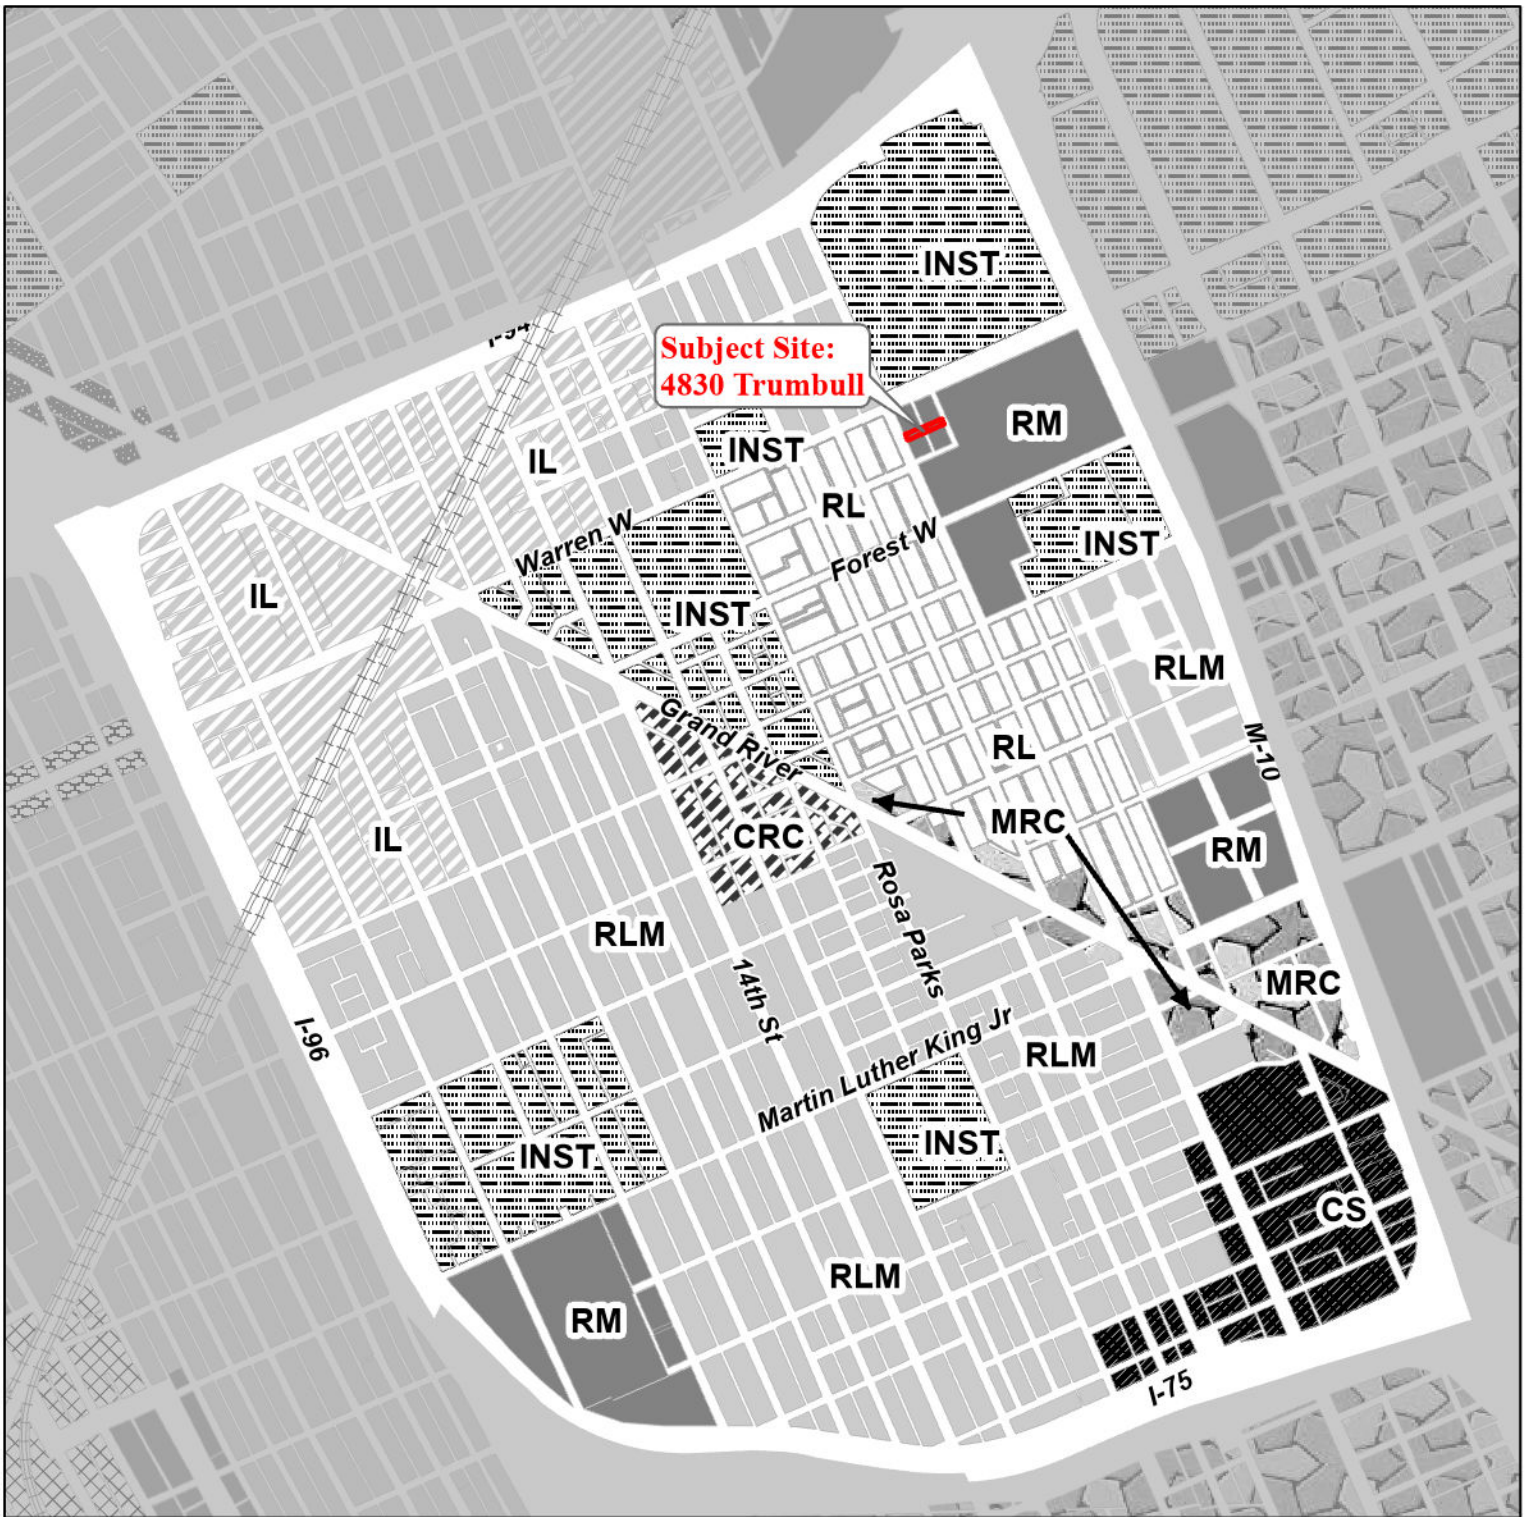 INST
I-94
Subject Site:
4830 Trumbull
RM
INST
IL
RL
Warren W
Forest W
INST
IL
INST
RLM
Grand River
RL
M-10
MRC
CRC
IL
RM
Rosa Parks
RLM
14th St
MRC
I-96
Martin Luther King Jr
RLM
INST
INST
CS
RLM
RM
I-75